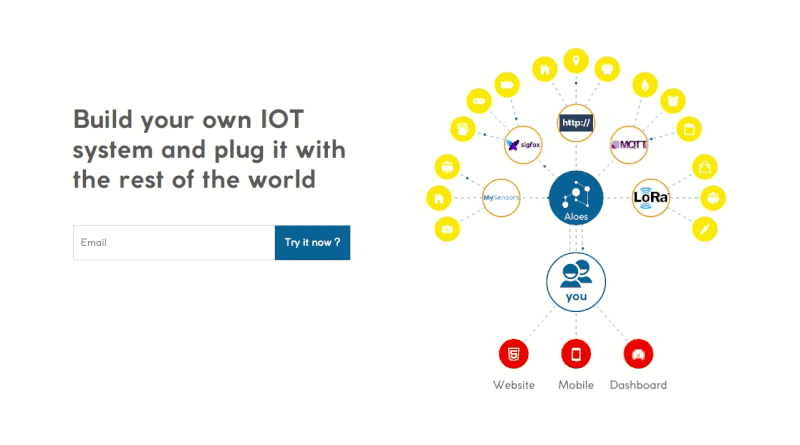 Build your own IOT
system and plug it with
the rest of the world
Email
Try it now ?
http://
sigfox
MQTT
MySensors
LoRa
Aloes
you
Website
Mobile
Dashboard